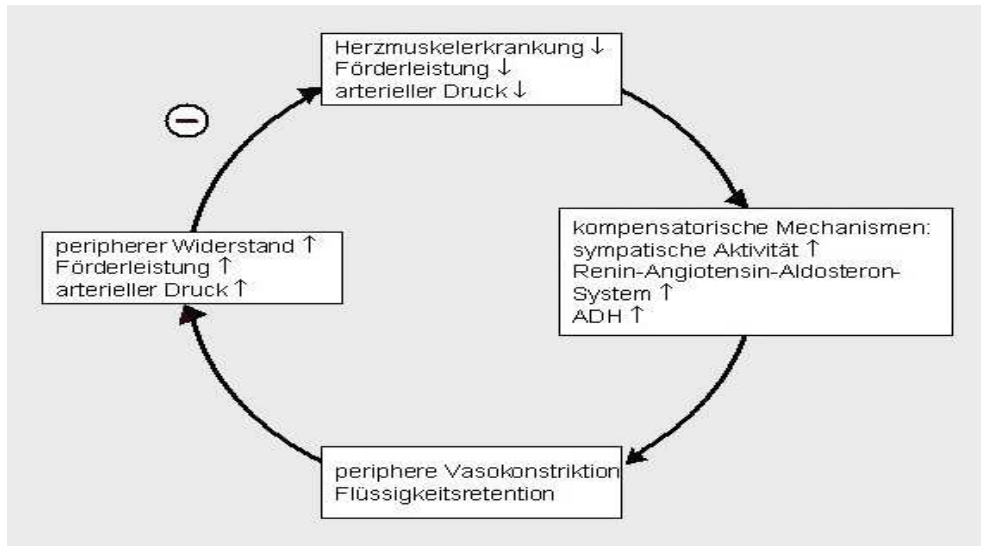 Herzmuskelerkrankung ↓
Förderleistung ↓
arterieller Druck ↓
kompensatorische Mechanismen:
sympatische Aktivität ↑
Renin-Angiotensin-Aldosteron-
System ↑
ADH ↑
periphere Vasokonstriktion
Flüssigkeitsretention
peripherer Widerstand ↑
Förderleistung ↑
arterieller Druck ↑
−